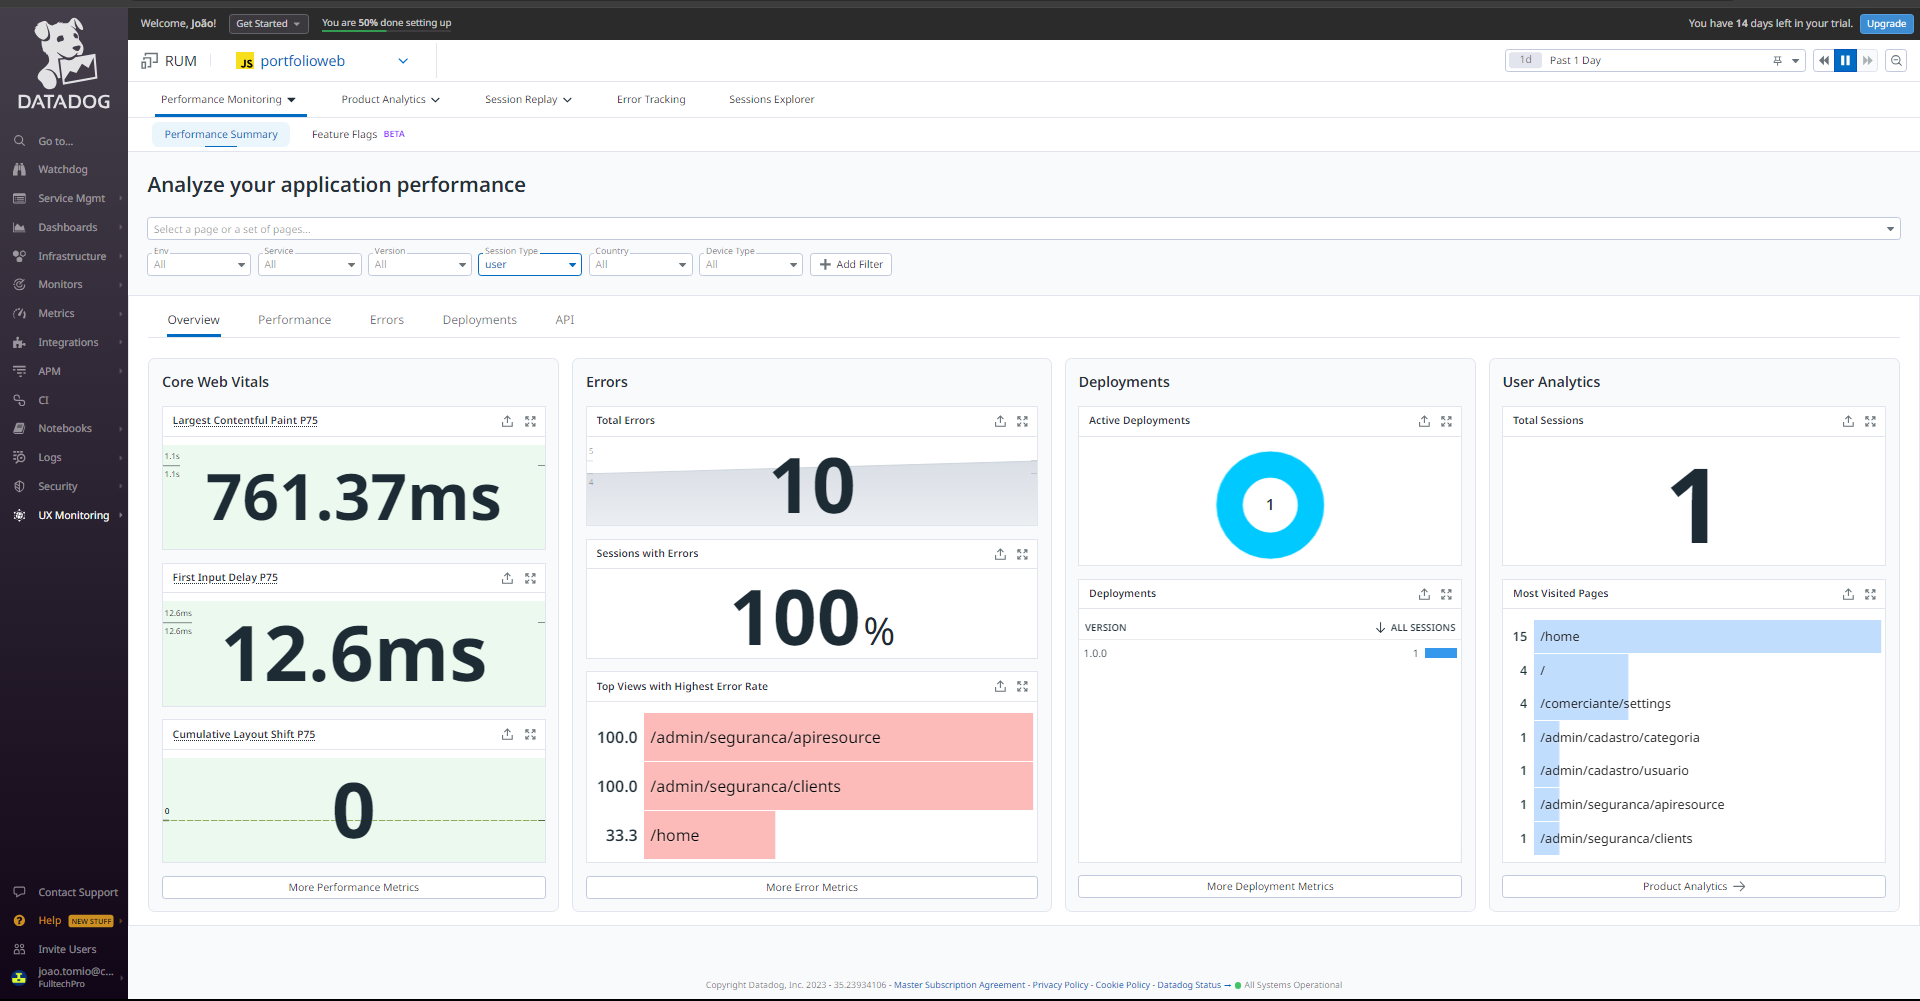 DATADOG
Welcome, João!
Get Started
You are 50% done setting up
You have 14 days left in your trial.
Upgrade
RUM
JS
portfolioweb
1d
Past 1 Day
Performance Monitoring
Product Analytics
Session Replay
Error Tracking
Sessions Explorer
Performance Summary
Feature Flags BETA
Go to...
Watchdog
Service Mgmt
Dashboards
Infrastructure
Monitors
Metrics
Integrations
APM
CI
Notebooks
Logs
Security
UX Monitoring
Contact Support
Help NEW STUFF
Invite Users
joao.tomio@c...
FulltechPro
Analyze your application performance
Select a page or a set of pages...
Env
All
Service
All
Version
All
Session Type
user
Country
All
Device Type
All
Add Filter
Overview
Performance
Errors
Deployments
API
Core Web Vitals
Largest Contentful Paint P75
1.1s
1.1s
761.37ms
First Input Delay P75
12.6ms
12.6ms
12.6ms
Cumulative Layout Shift P75
0
0
More Performance Metrics
Errors
Total Errors
5
4
10
Sessions with Errors
100%
Top Views with Highest Error Rate
100.0 /admin/seguranca/apiresource
100.0 /admin/seguranca/clients
33.3 /home
More Error Metrics
Deployments
Active Deployments
1
Deployments
VERSION
ALL SESSIONS
1.0.0
1
More Deployment Metrics
User Analytics
Total Sessions
1
Most Visited Pages
15 /home
4 /
4 /comerciante/settings
1 /admin/cadastro/categoria
1 /admin/cadastro/usuario
1 /admin/seguranca/apiresource
1 /admin/seguranca/clients
Product Analytics →
Copyright Datadog, Inc. 2023 - 35.23934106 - Master Subscription Agreement - Privacy Policy - Cookie Policy - Datadog Status → All Systems Operational